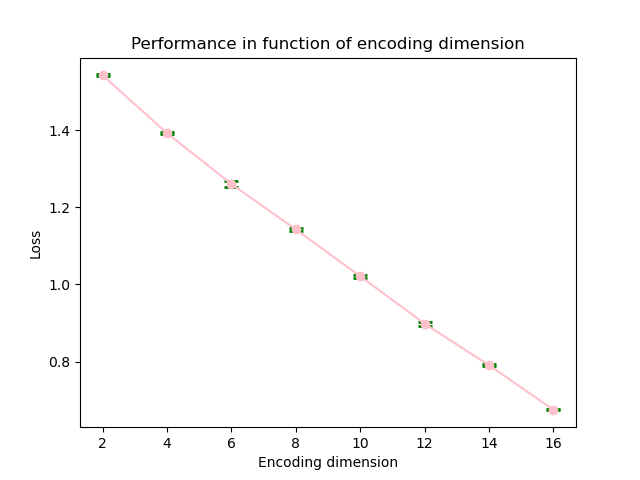 Performance in function of encoding dimension
1.4
1.2
1.0
0.8
Loss
2 4 6 8 10 12 14 16
Encoding dimension